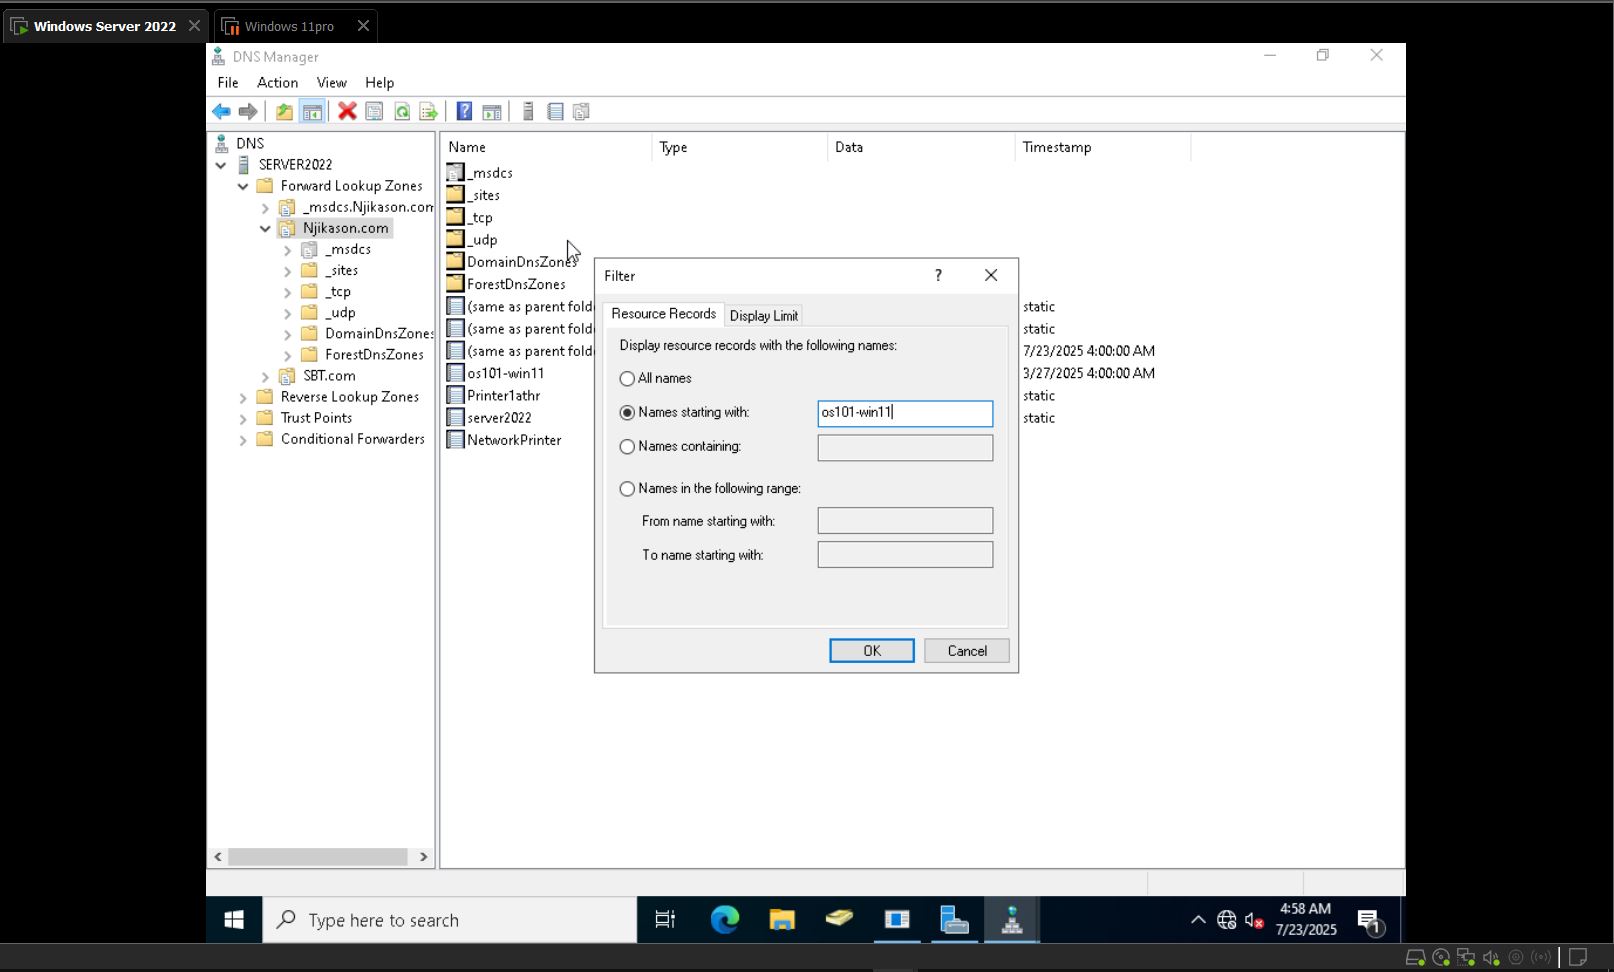 Windows Server 2022
Windows 11pro
DNS Manager
File Action View Help
DNS
SERVER2022
Forward Lookup Zones
_msdcs.Njikason.com
Njikason.com
_msdcs
_sites
_tcp
_udp
DomainDnsZones
ForestDnsZones
SBT.com
Reverse Lookup Zones
Trust Points
Conditional Forwarders
Name Type Data Timestamp
_msdcs
_sites
_tcp
_udp
DomainDnsZones
ForestDnsZones
(same as parent fold static
(same as parent fold static
(same as parent fold 7/23/2025 4:00:00 AM
os101-win11 3/27/2025 4:00:00 AM
Printer1athr static
server2022 static
NetworkPrinter
Filter ?
Resource Records Display Limit
Display resource records with the following names:
All names
Names starting with: os101-win11
Names containing:
Names in the following range:
From name starting with:
To name starting with:
OK Cancel
Type here to search
4:58 AM
7/23/2025
1